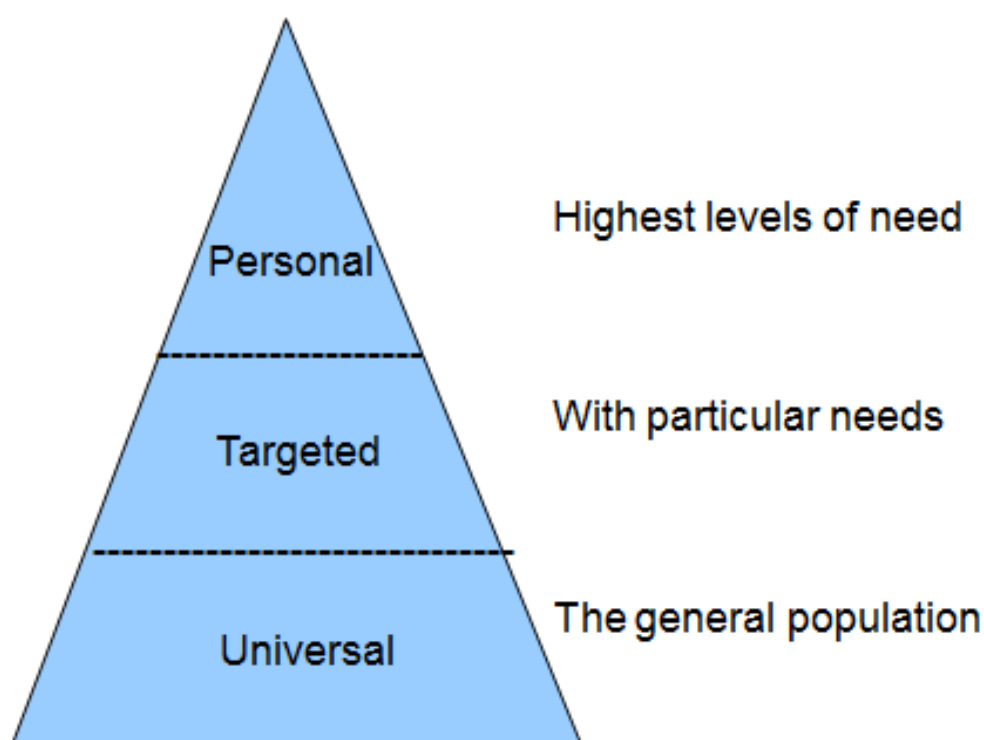 Highest levels of need
Personal
With particular needs
Targeted
The general population
Universal